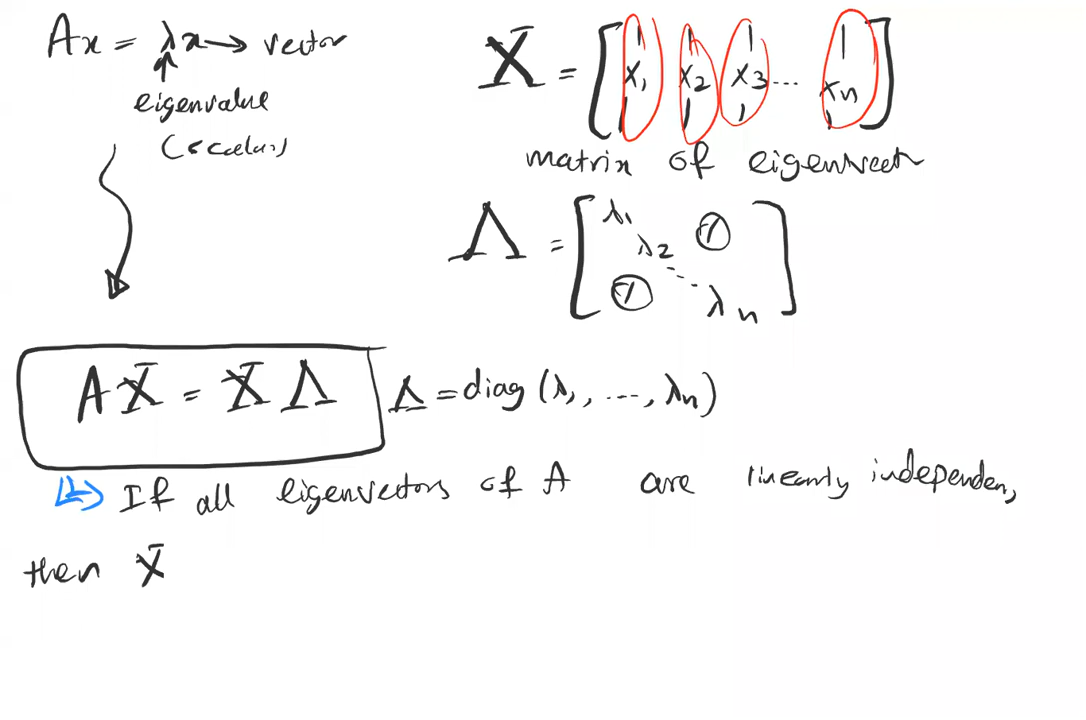 Ax = λx → vector
eigenvalue
(scalar)
X = [x₁ x₂ x₃ ... xₙ]
matrix of eigenvect
Λ = [λ₁ λ₂ ... λₙ]
AX = XΛ
Λ = diag (λ₁, ..., λₙ)
1) If all eigenvectors of A are linearly independen,
then X